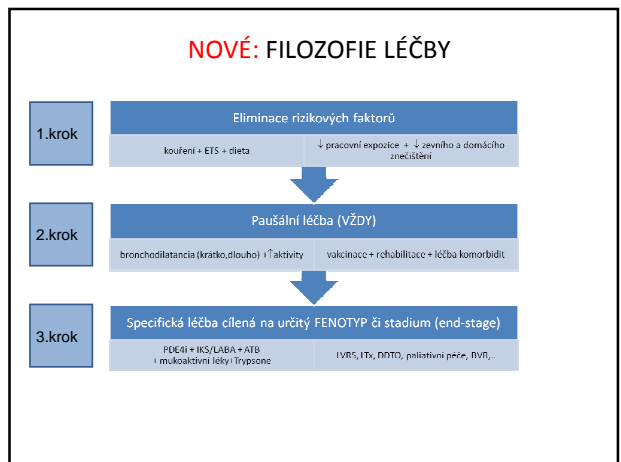 NOVÉ: FILOZOFIE LÉČBY
1.krok
Eliminace rizikových faktorů
kouření + ETS + dieta
↓ pracovní expozice + ↓ zevního a domácího
znečištění
2.krok
Paušální léčba (VŽDY)
bronchodilatancia (krátko,dlouho) +↑aktivity
vakcinace + rehabilitace + léčba komorbidit
3.krok
Specifická léčba cílená na určitý FENOTYP či stadium (end-stage)
PDE4i + IKS/LABA + ATB
+ mukoaktivní léky+Trypsone
LVRS, LTx, DDTO, paliativní péče, BVR,..